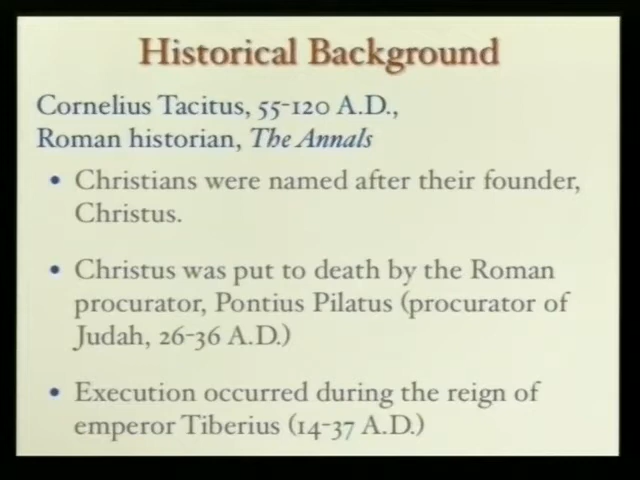 Historical Background
Cornelius Tacitus, 55-120 A.D.,
Roman historian, The Annals
• Christians were named after their founder,
Christus.
• Christus was put to death by the Roman
procurator, Pontius Pilatus (procurator of
Judah, 26-36 A.D.)
• Execution occurred during the reign of
emperor Tiberius (14-37 A.D.)